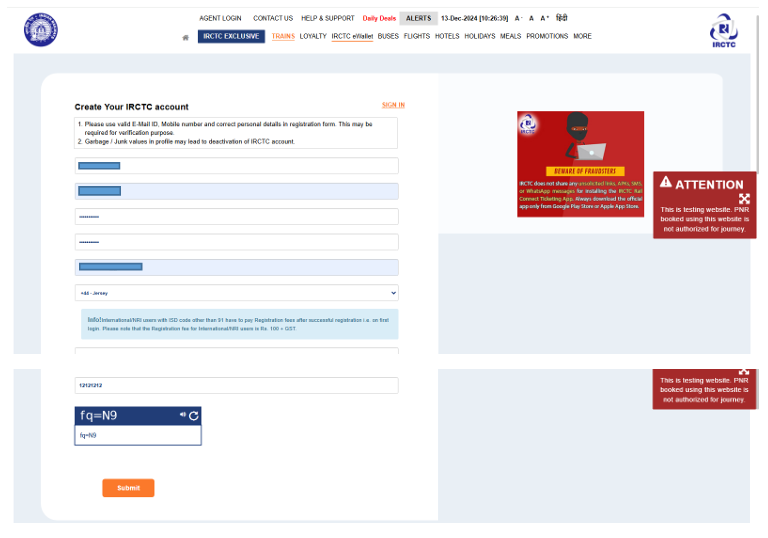 AGENT LOGIN CONTACT US HELP & SUPPORT Daily Deals ALERTS 13-Dec-2024 [10:26:39] A- A A+ हिंदी
IRCTC EXCLUSIVE TRAINS LOYALTY IRCTC eWallet BUSES FLIGHTS HOTELS HOLIDAYS MEALS PROMOTIONS MORE
IRCTC
Create Your IRCTC account
SIGN IN
1. Please use valid E-Mail ID, Mobile number and correct personal details in registration form. This may be
required for verification purpose.
2. Garbage / Junk values in profile may lead to deactivation of IRCTC account.
+44 - Jersey
Info! International/NRI users with ISD code other than 91 have to pay Registration fees after successful registration i.e. on first
login. Please note that the Registration fee for International/NRI users is Rs. 100 + GST
IRCTC
BEWARE OF FRAUDSTERS
IRCTC does not share any unsolicited links, APKs, SMS,
or WhatsApp messages for installing the IRCTC Rail
Connect Ticketing App. Always download the official
app only from Google Play Store or Apple App Store.
ATTENTION
This is testing website. PNR
booked using this website is
not authorized for journey.
12121212
fq=N9
fq=N9
Submit
This is testing website. PNR
booked using this website is
not authorized for journey.